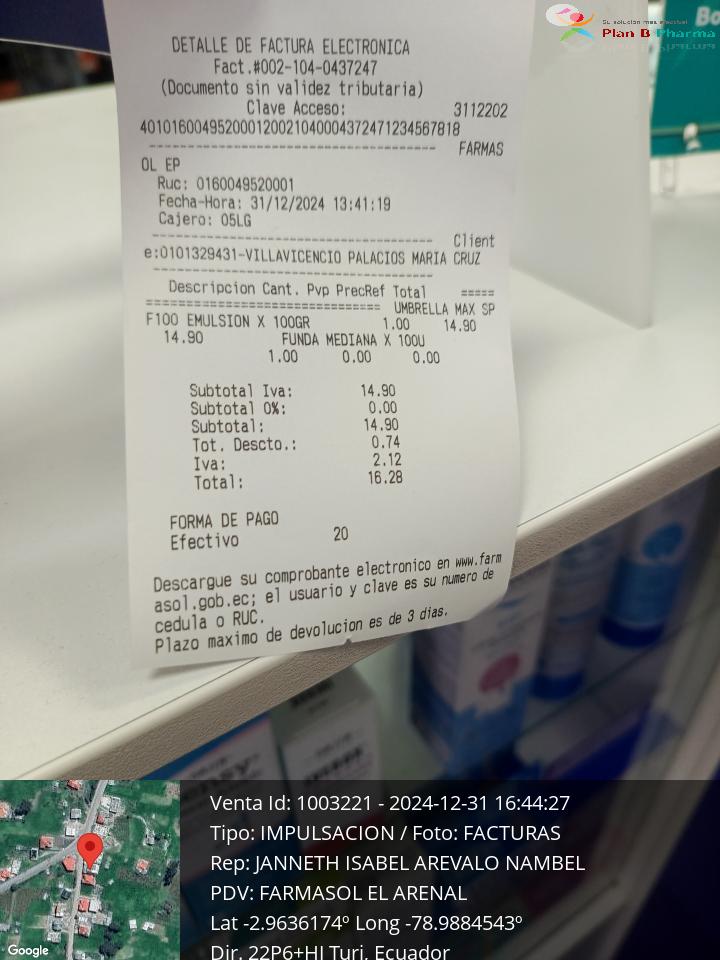 Su solución más efectiva!
Plan B Pharma
Bo
DETALLE DE FACTURA ELECTRONICA
Fact.#002-104-0437247
(Documento sin validez tributaria)
Clave Acceso: 3112202
401016004952000120021040004372471234567818
---------------------------------- FARMAS
OL EP
Ruc: 0160049520001
Fecha-Hora: 31/12/2024 13:41:19
Cajero: 05LG
---------------------------------- Client
e:0101329431-VILLAVICENCIO PALACIOS MARIA CRUZ
----------------------------------
Descripcion Cant. Pvp PrecRef Total =====
============================= UMBRELLA MAX SP
F100 EMULSION X 100GR 1.00 14.90
14.90 FUNDA MEDIANA X 100U
1.00 0.00 0.00
Subtotal Iva: 14.90
Subtotal 0%: 0.00
Subtotal: 14.90
Tot. Descto.: 0.74
Iva: 2.12
Total: 16.28
FORMA DE PAGO
Efectivo 20
Descargue su comprobante electronico en www.farm
asol.gob.ec; el usuario y clave es su numero de
cedula o RUC.
Plazo maximo de devolucion es de 3 dias.
Venta Id: 1003221 - 2024-12-31 16:44:27
Tipo: IMPULSACION / Foto: FACTURAS
Rep: JANNETH ISABEL AREVALO NAMBEL
PDV: FARMASOL EL ARENAL
Lat -2.9636174º Long -78.9884543º
Dir. 22P6+HJ Turi, Ecuador
Google